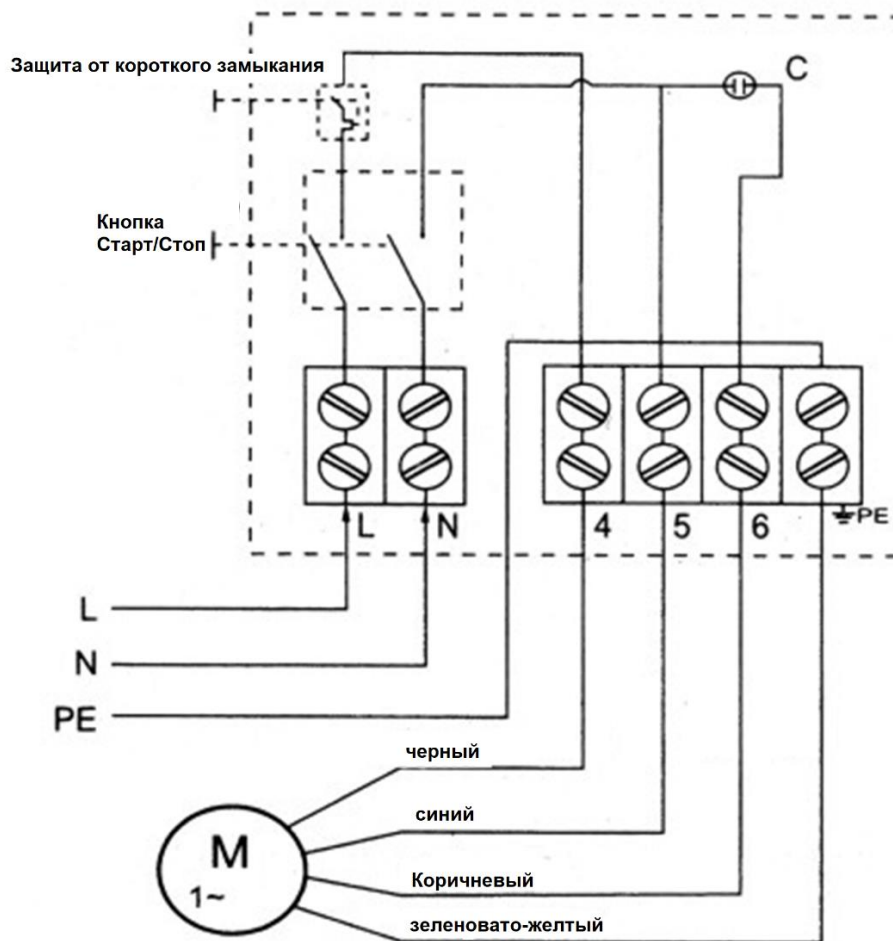 Защита от короткого замыкания
C
Кнопка
Старт/Стоп
L N
4 5 6 PE
L
N
PE
черный
синий
M
1~
Коричневый
зеленовато-желтый